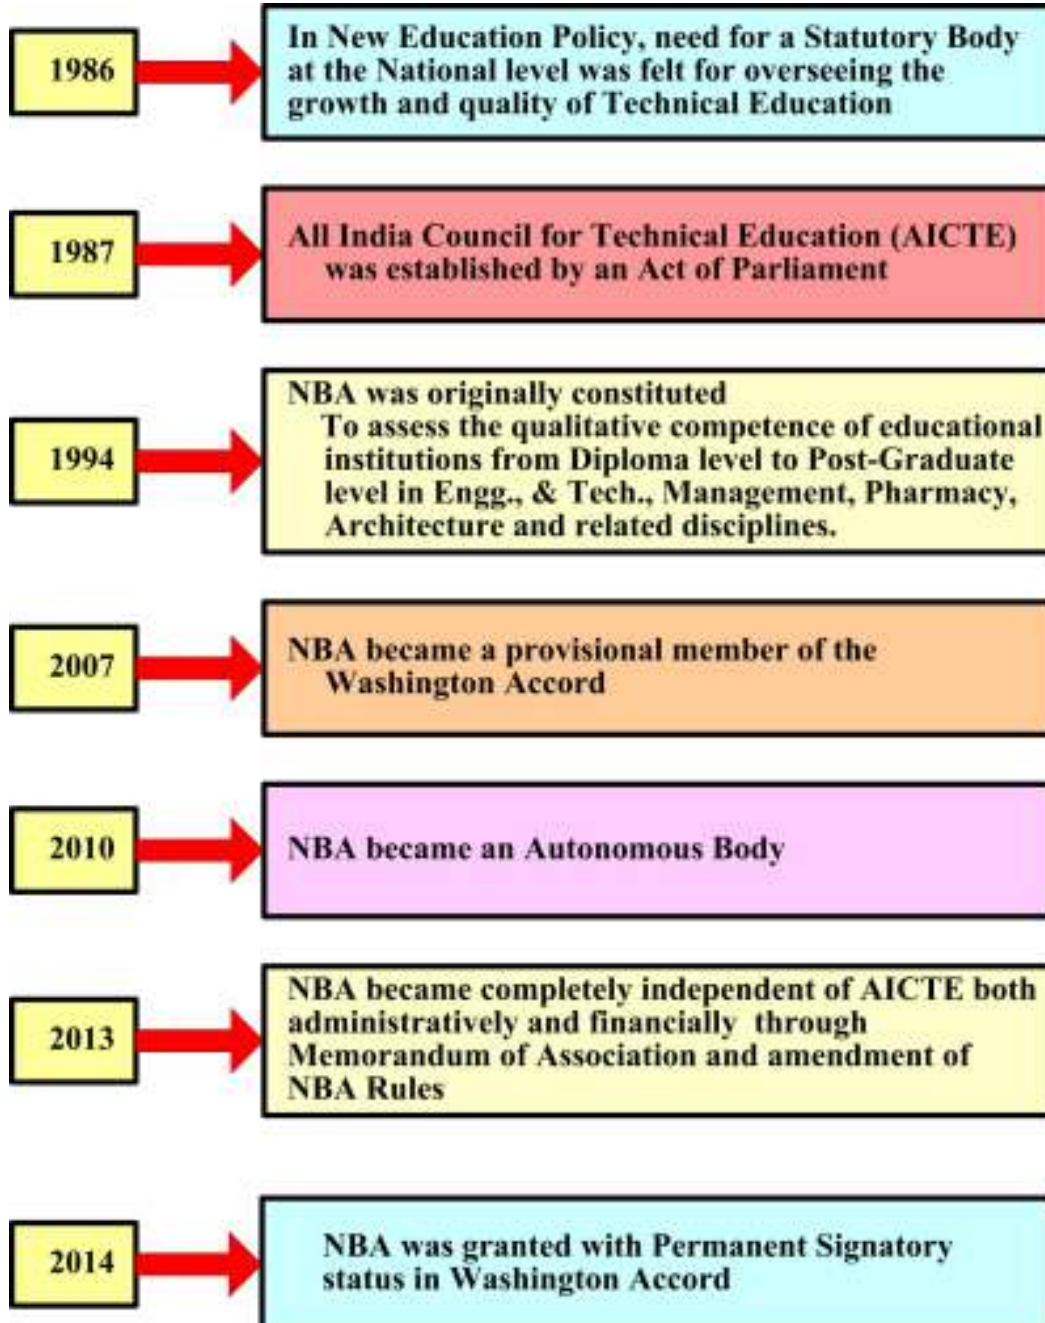 1986
In New Education Policy, need for a Statutory Body
at the National level was felt for overseeing the
growth and quality of Technical Education
1987
All India Council for Technical Education (AICTE)
was established by an Act of Parliament
1994
NBA was originally constituted
To assess the qualitative competence of educational
institutions from Diploma level to Post-Graduate
level in Engg., & Tech., Management, Pharmacy,
Architecture and related disciplines.
2007
NBA became a provisional member of the
Washington Accord
2010
NBA became an Autonomous Body
2013
NBA became completely independent of AICTE both
administratively and financially through
Memorandum of Association and amendment of
NBA Rules
2014
NBA was granted with Permanent Signatory
status in Washington Accord